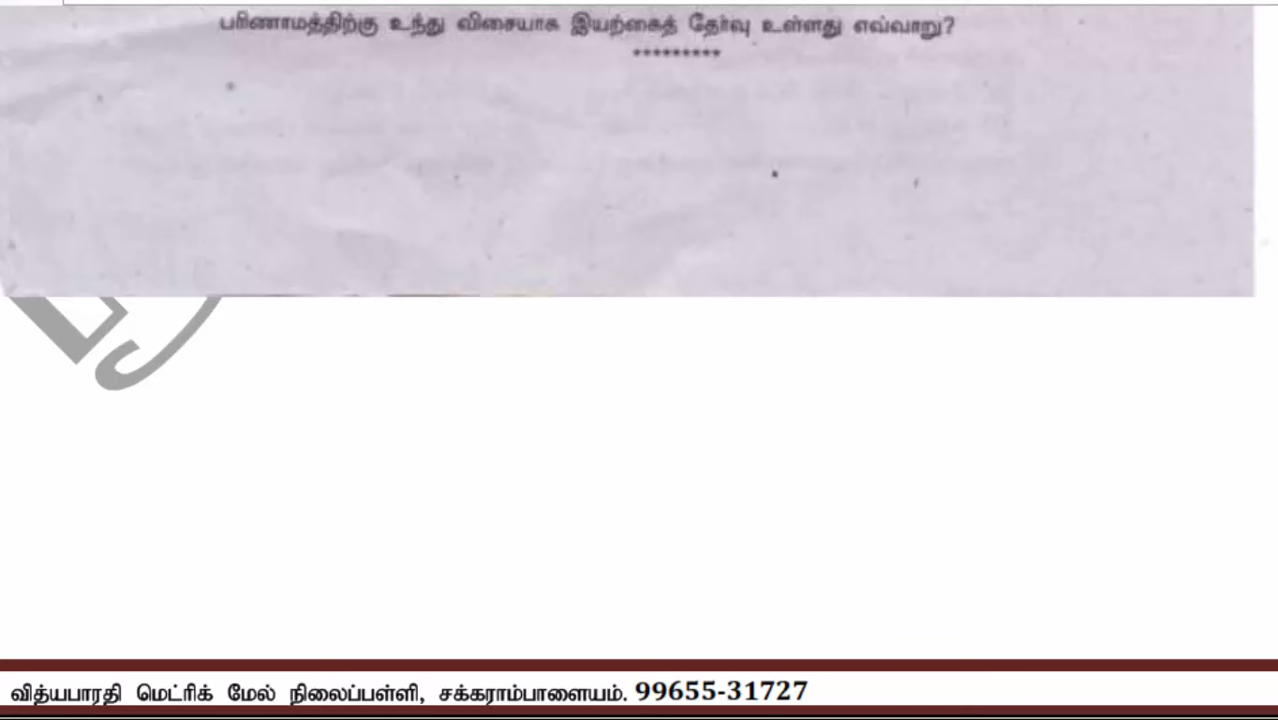 பரிணாமத்திற்கு உந்து விசையாக இயற்கைத் தேர்வு உள்ளது எவ்வாறு?
*********
வித்யபாரதி மெட்ரிக் மேல் நிலைப்பள்ளி, சக்கராம்பாளையம். 99655-31727